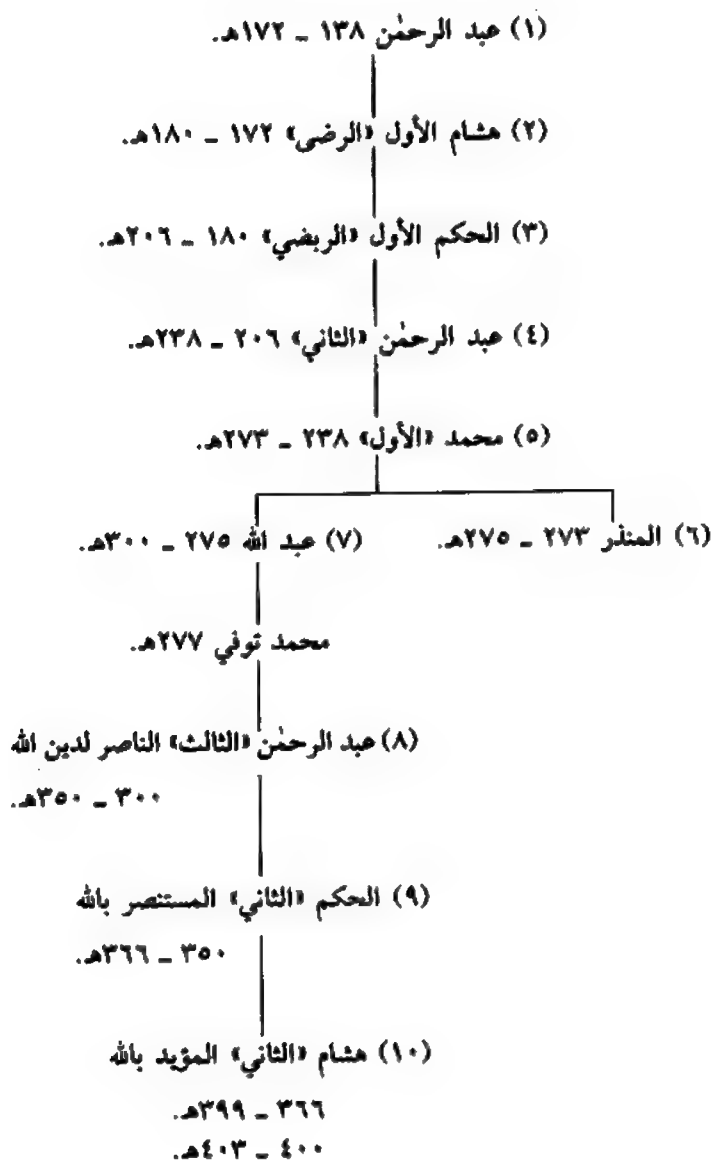 (١) عبد الرحمٰن ١٣٨ ـ ١٧٢هـ.
(٢) هشام الأول «الرضى» ١٧٢ ـ ١٨٠هـ.
(٣) الحكم الأول «الربضي» ١٨٠ ـ ٢٠٦هـ.
(٤) عبد الرحمٰن «الثاني» ٢٠٦ ـ ٢٣٨هـ.
(٥) محمد «الأول» ٢٣٨ ـ ٢٧٣هـ.
(٦) المنذر ٢٧٣ ـ ٢٧٥هـ.
(٧) عبد الله ٢٧٥ ـ ٣٠٠هـ.
محمد توفي ٢٧٧هـ.
(٨) عبد الرحمٰن «الثالث» الناصر لدين الله
٣٠٠ ـ ٣٥٠هـ.
(٩) الحكم «الثاني» المستنصر بالله
٣٥٠ ـ ٣٦٦هـ.
(١٠) هشام «الثاني» المؤيد بالله
٣٦٦ ـ ٣٩٩هـ.
٤٠٠ ـ ٤٠٣هـ.